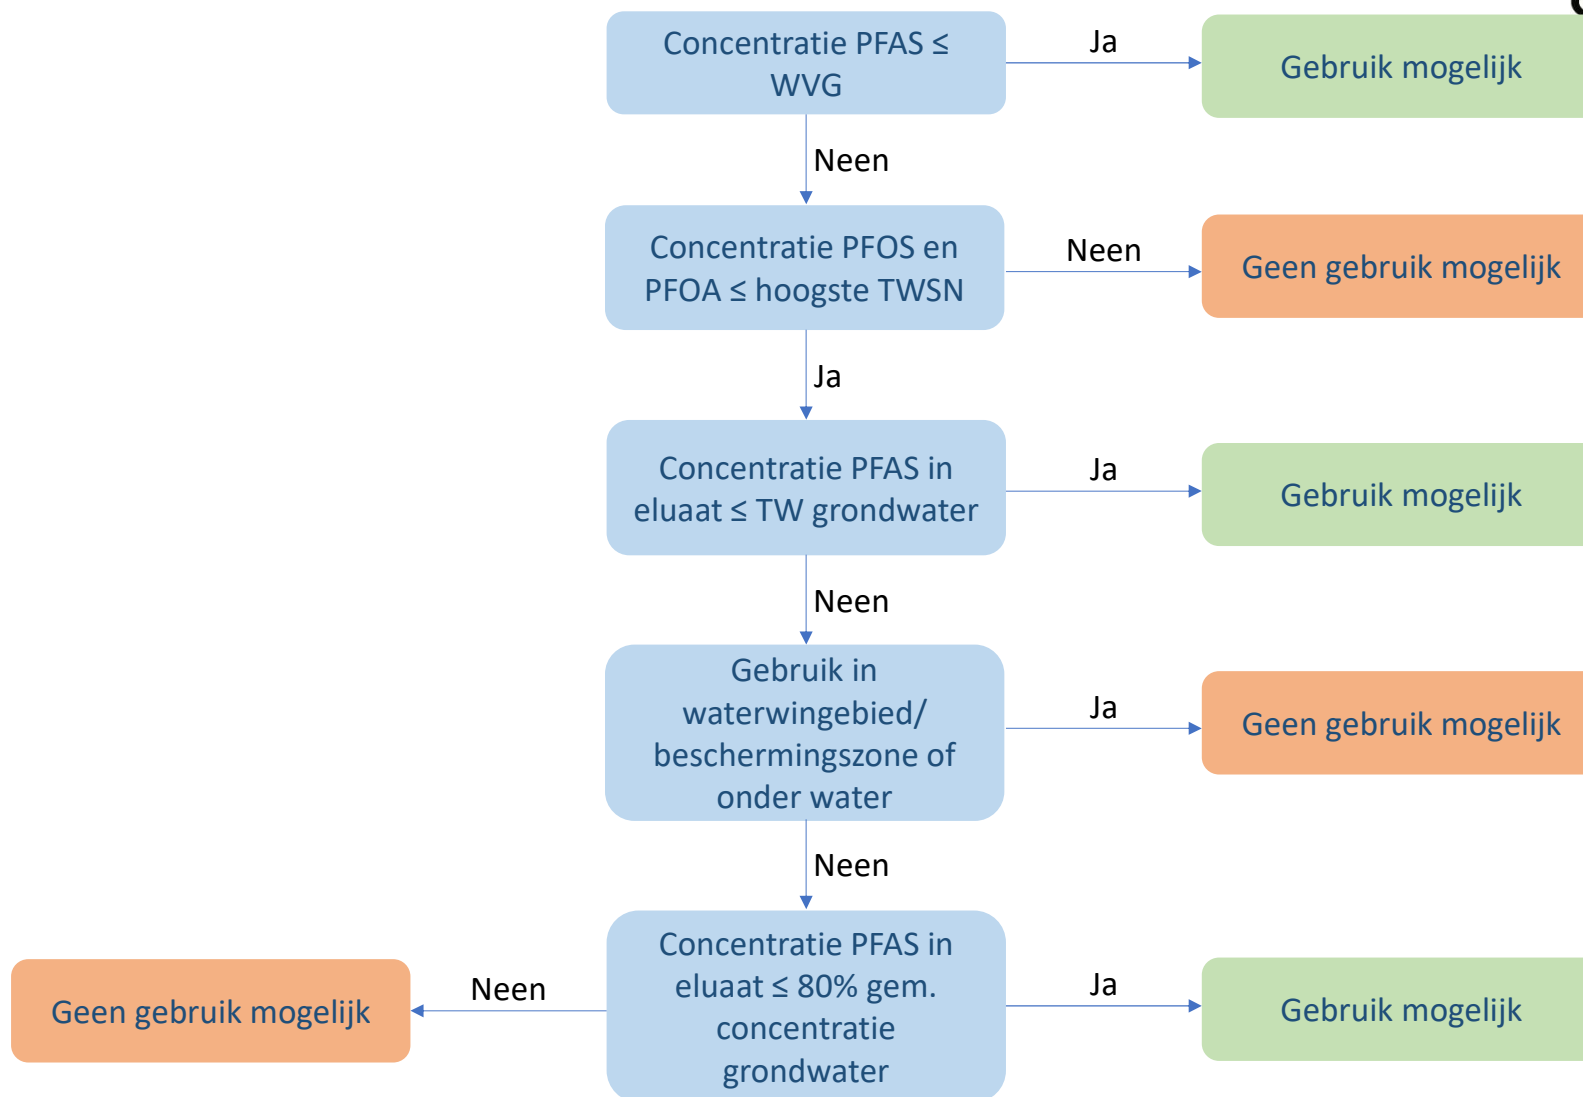 Concentratie PFAS ≤
WVG
Ja
Gebruik mogelijk
Neen
Concentratie PFOS en
PFOA ≤ hoogste TWSN
Neen
Geen gebruik mogelijk
Ja
Concentratie PFAS in
eluaat ≤ TW grondwater
Ja
Gebruik mogelijk
Neen
Gebruik in
waterwingebied/
beschermingszone of
onder water
Ja
Geen gebruik mogelijk
Neen
Concentratie PFAS in
eluaat ≤ 80% gem.
concentratie
grondwater
Neen
Geen gebruik mogelijk
Ja
Gebruik mogelijk